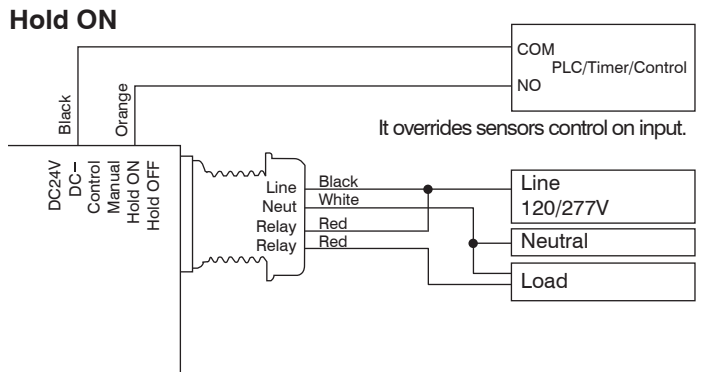 Hold ON
COM
PLC/Timer/Control
NO
It overrides sensors control on input.
Black
Orange
DC24V
DC–
Control
Manual
Hold ON
Hold OFF
Line
Neut
Relay
Relay
Black
White
Red
Red
Line
120/277V
Neutral
Load